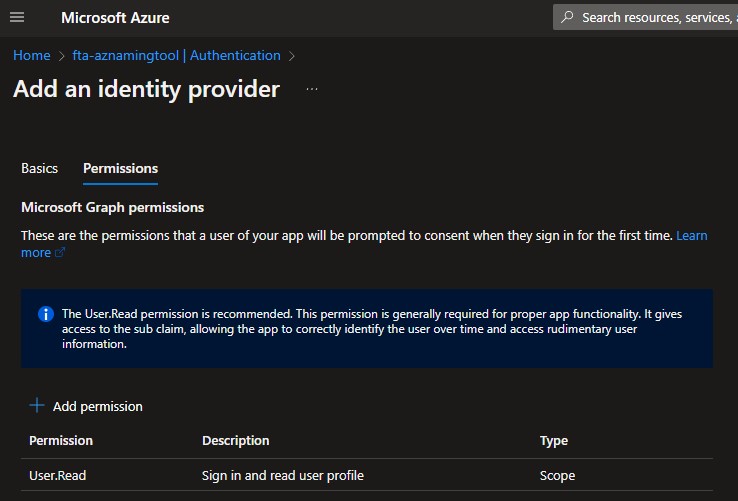 Microsoft Azure
Search resources, services,
Home > fta-aznamingtool | Authentication >
Add an identity provider ...
Basics Permissions
Microsoft Graph permissions
These are the permissions that a user of your app will be prompted to consent when they sign in for the first time. Learn
more
The User.Read permission is recommended. This permission is generally required for proper app functionality. It gives
access to the sub claim, allowing the app to correctly identify the user over time and access rudimentary user
information.
+ Add permission
Permission Description Type
User.Read Sign in and read user profile Scope